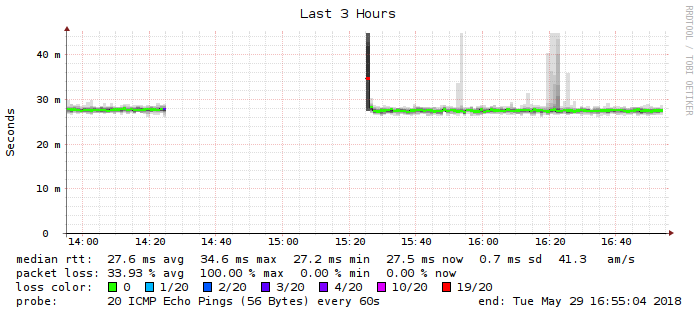 Last 3 Hours
RRDTOOL / TOBI OETIKER
Seconds
40 m
30 m
20 m
10 m
0
14:00 14:20 14:40 15:00 15:20 15:40 16:00 16:20 16:40
median rtt: 27.6 ms avg 34.6 ms max 27.2 ms min 27.5 ms now 0.7 ms sd 41.3 am/s
packet loss: 33.93 % avg 100.00 % max 0.00 % min 0.00 % now
loss color: 0 1/20 2/20 3/20 4/20 10/20 19/20
probe: 20 ICMP Echo Pings (56 Bytes) every 60s end: Tue May 29 16:55:04 2018